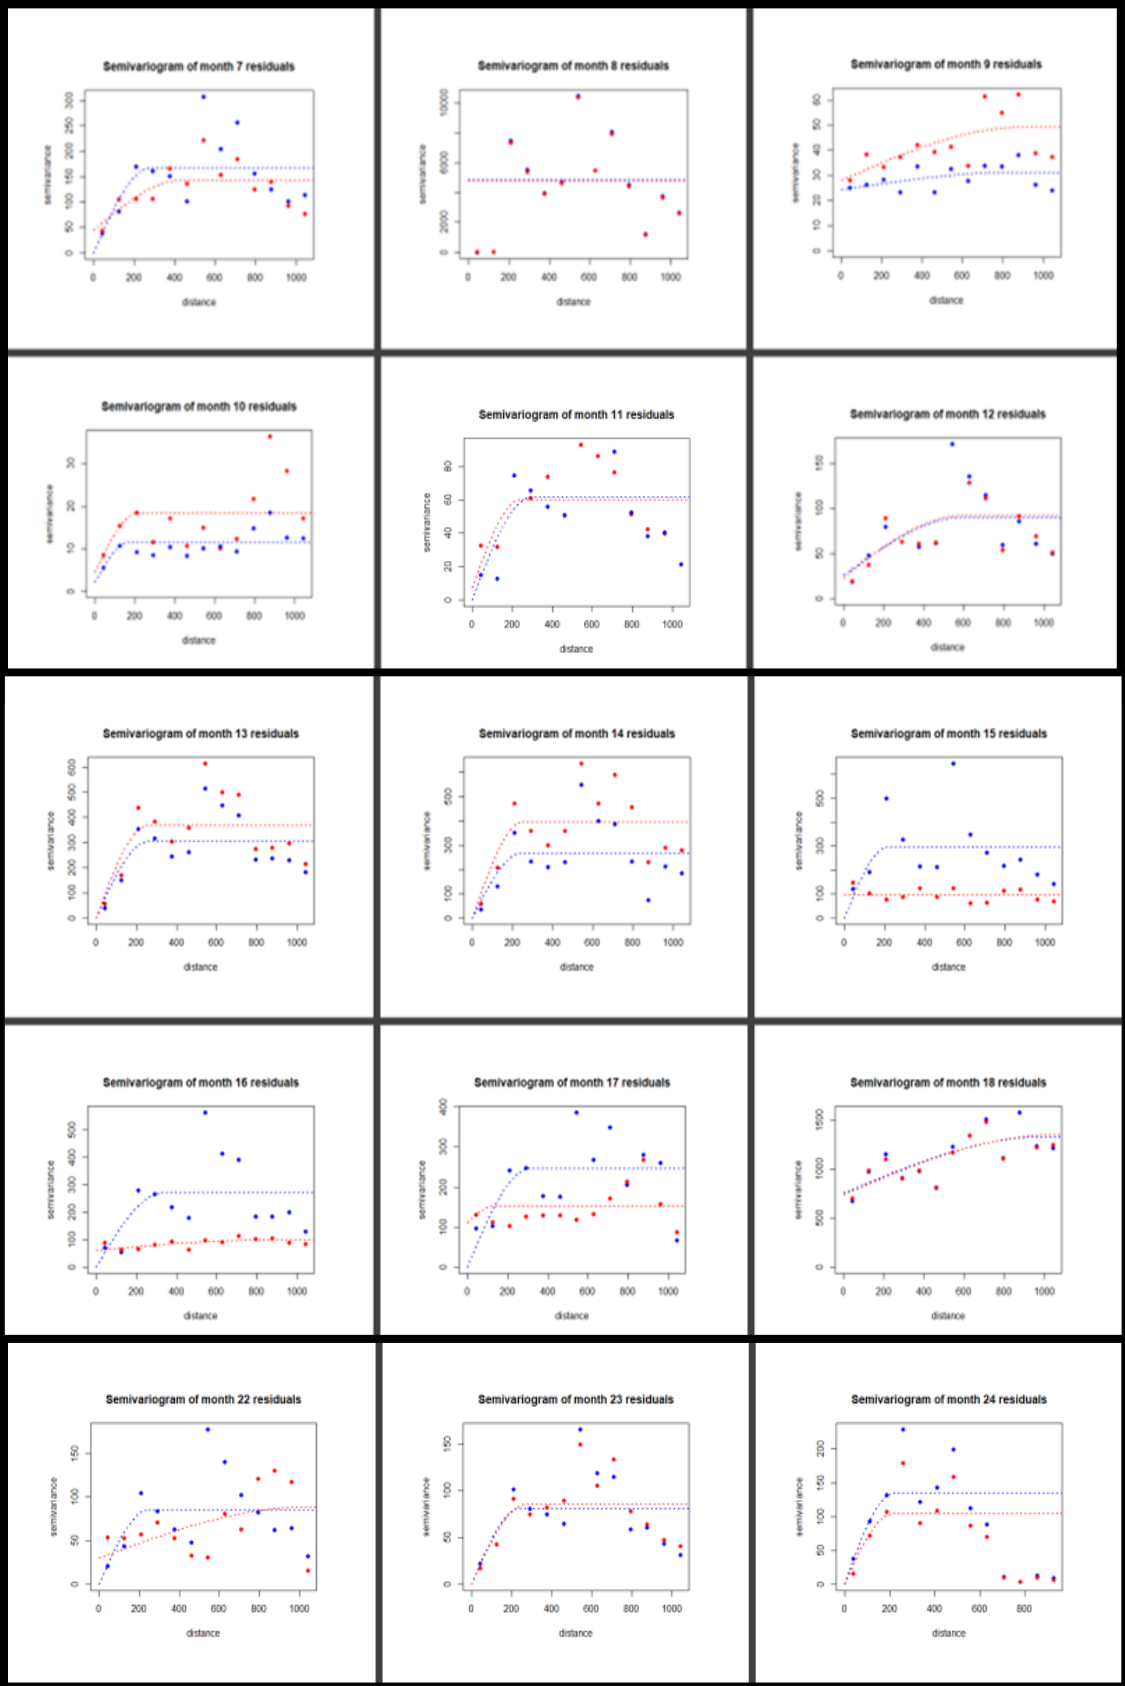 Semivariogram of month 7 residuals
semivariance
0 50 100 150 200 250 300
0 200 400 600 800 1000
distance
Semivariogram of month 8 residuals
semivariance
0 2000 6000 10000
0 200 400 600 800 1000
distance
Semivariogram of month 9 residuals
semivariance
0 10 20 30 40 50 60
0 200 400 600 800 1000
distance
Semivariogram of month 10 residuals
semivariance
0 10 20 30
0 200 400 600 800 1000
distance
Semivariogram of month 11 residuals
semivariance
0 20 40 60 80
0 200 400 600 800 1000
distance
Semivariogram of month 12 residuals
semivariance
0 50 100 150
0 200 400 600 800 1000
distance
Semivariogram of month 13 residuals
semivariance
0 100 200 300 400 500 600
0 200 400 600 800 1000
distance
Semivariogram of month 14 residuals
semivariance
0 100 300 500
0 200 400 600 800 1000
distance
Semivariogram of month 15 residuals
semivariance
0 100 300 500
0 200 400 600 800 1000
distance
Semivariogram of month 16 residuals
semivariance
0 100 200 300 400 500
0 200 400 600 800 1000
distance
Semivariogram of month 17 residuals
semivariance
0 100 200 300 400
0 200 400 600 800 1000
distance
Semivariogram of month 18 residuals
semivariance
0 500 1000 1500
0 200 400 600 800 1000
distance
Semivariogram of month 22 residuals
semivariance
0 50 100 150
0 200 400 600 800 1000
distance
Semivariogram of month 23 residuals
semivariance
0 50 100 150
0 200 400 600 800 1000
distance
Semivariogram of month 24 residuals
semivariance
0 50 100 150 200
0 200 400 600 800
distance